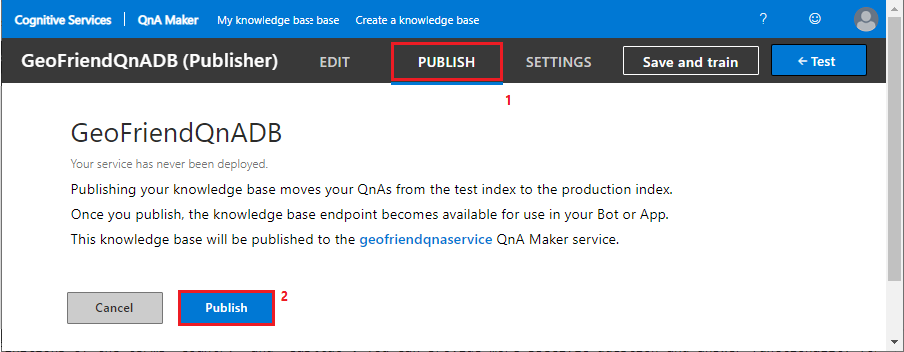 Cognitive Services | QnA Maker My knowledge bass base Create a knowledge base ?
GeoFriendQnADB (Publisher) EDIT PUBLISH SETTINGS Save and train ← Test
1
GeoFriendQnADB
Your service has never been deployed.
Publishing your knowledge base moves your QnAs from the test index to the production index.
Once you publish, the knowledge base endpoint becomes available for use in your Bot or App.
This knowledge base will be published to the geofriendqnaservice QnA Maker service.
Cancel Publish 2